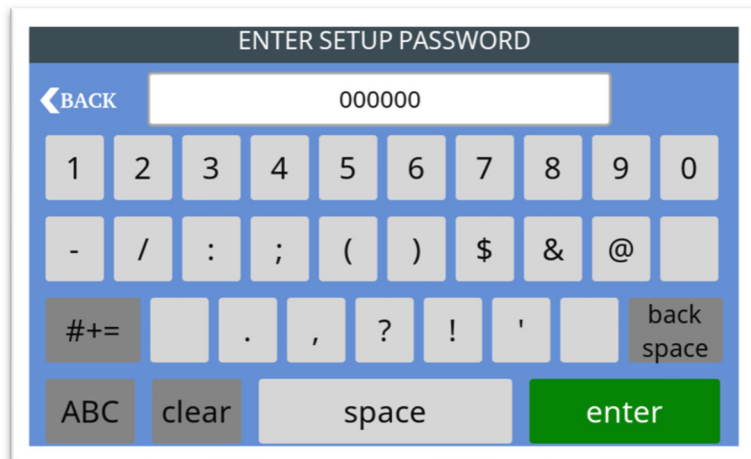 ENTER SETUP PASSWORD
BACK
000000
1 2 3 4 5 6 7 8 9 0
- / : ; ( ) $ & @
#+= . , ? ! ' back space
ABC clear space enter